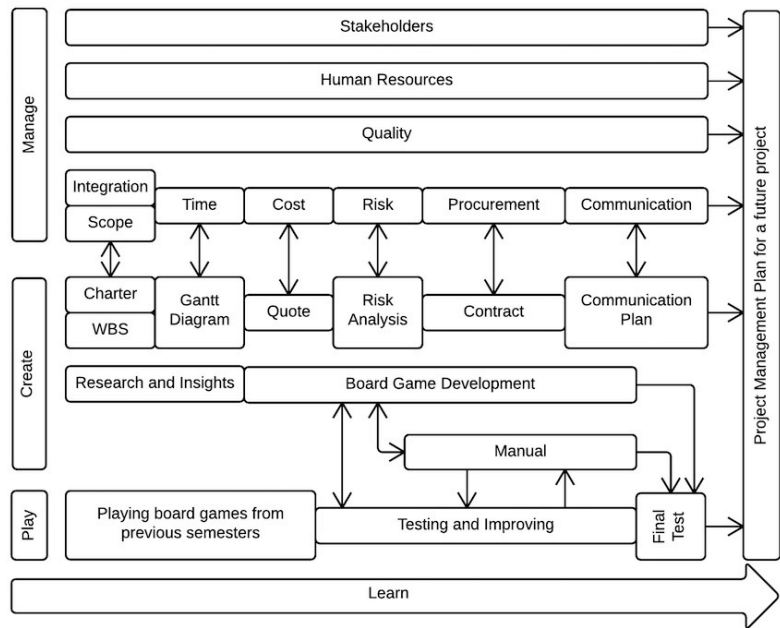 Manage
Stakeholders
Human Resources
Quality
Integration
Scope
Time
Cost
Risk
Procurement
Communication
Create
Charter
WBS
Gantt
Diagram
Quote
Risk
Analysis
Contract
Communication
Plan
Research and Insights
Board Game Development
Manual
Play
Playing board games from
previous semesters
Testing and Improving
Final
Test
Project Management Plan for a future project
Learn